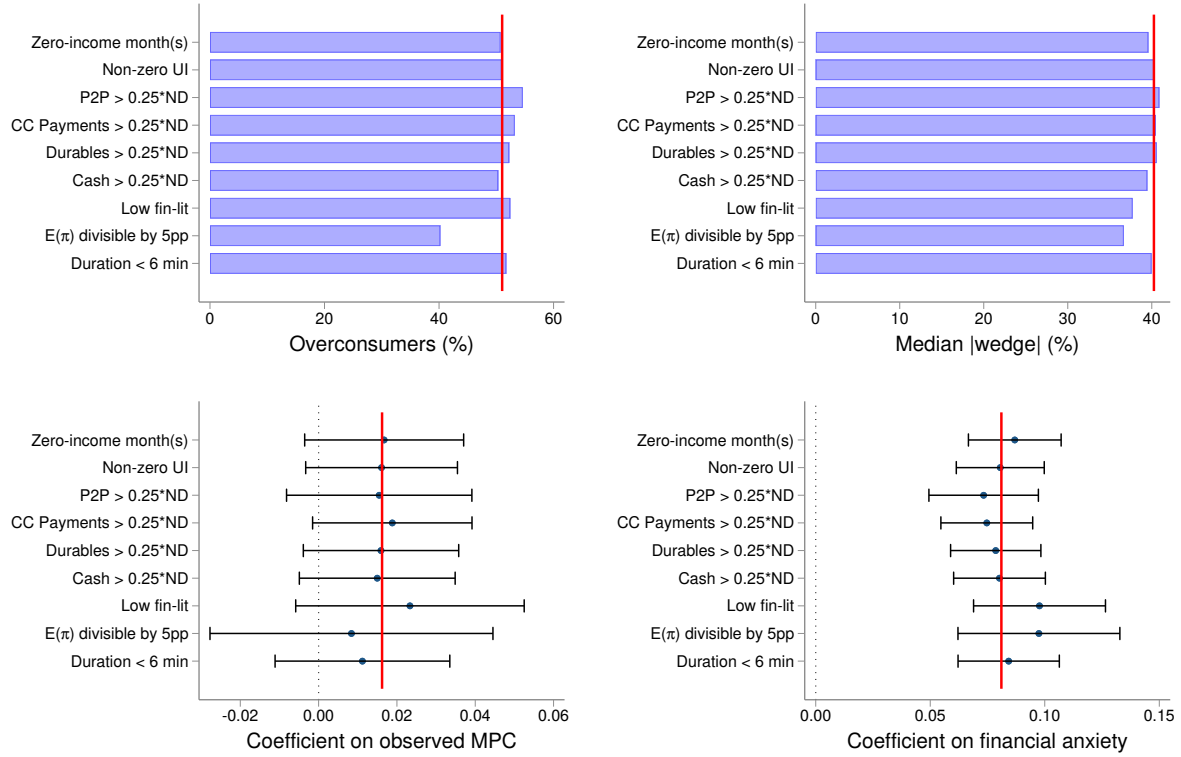 Zero-income month(s)
Non-zero UI
P2P > 0.25*ND
CC Payments > 0.25*ND
Durables > 0.25*ND
Cash > 0.25*ND
Low fin-lit
E(π) divisible by 5pp
Duration < 6 min
0 20 40 60
Overconsumers (%)
Zero-income month(s)
Non-zero UI
P2P > 0.25*ND
CC Payments > 0.25*ND
Durables > 0.25*ND
Cash > 0.25*ND
Low fin-lit
E(π) divisible by 5pp
Duration < 6 min
0 10 20 30 40
Median |wedge| (%)
Zero-income month(s)
Non-zero UI
P2P > 0.25*ND
CC Payments > 0.25*ND
Durables > 0.25*ND
Cash > 0.25*ND
Low fin-lit
E(π) divisible by 5pp
Duration < 6 min
-0.02 0.00 0.02 0.04 0.06
Coefficient on observed MPC
Zero-income month(s)
Non-zero UI
P2P > 0.25*ND
CC Payments > 0.25*ND
Durables > 0.25*ND
Cash > 0.25*ND
Low fin-lit
E(π) divisible by 5pp
Duration < 6 min
0.00 0.05 0.10 0.15
Coefficient on financial anxiety